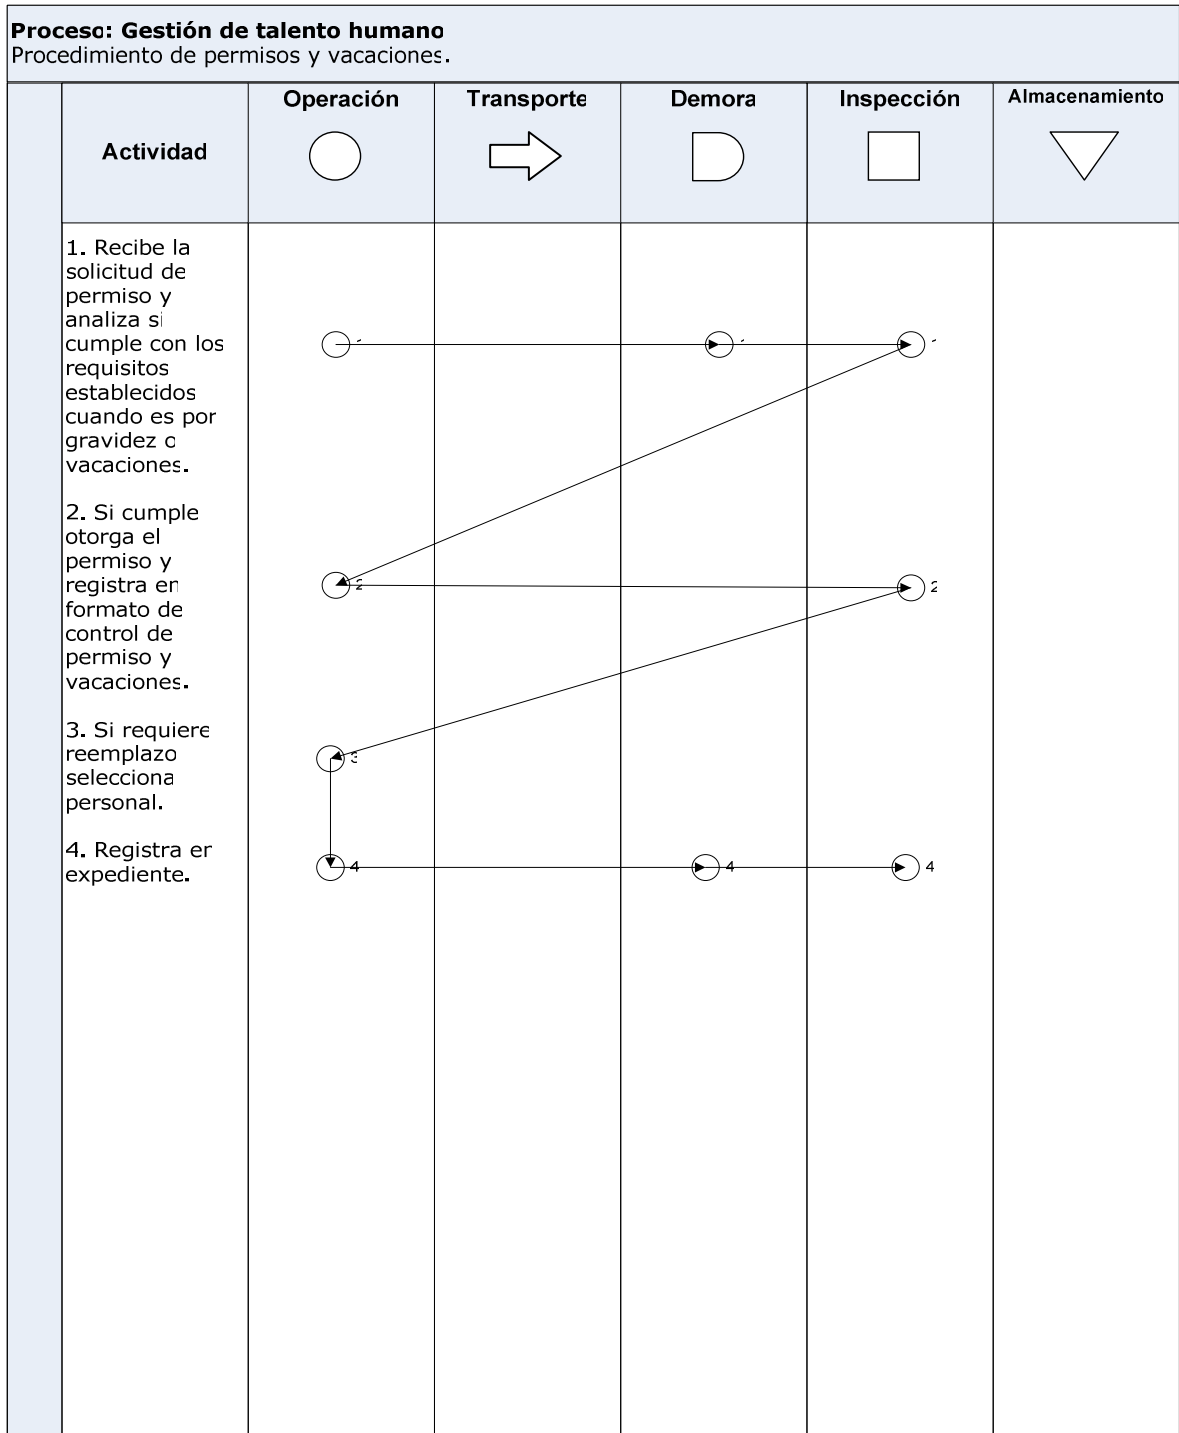 Proceso: Gestión de talento humano
Procedimiento de permisos y vacaciones.
Actividad
Operación
Transporte
Demora
Inspección
Almacenamiento
1. Recibe la
solicitud de
permiso y
analiza si
cumple con los
requisitos
establecidos
cuando es por
gravidez o
vacaciones.
2. Si cumple
otorga el
permiso y
registra en
formato de
control de
permiso y
vacaciones.
3. Si requiere
reemplazo
selecciona
personal.
4. Registra en
expediente.
2
2
3
4
4
4